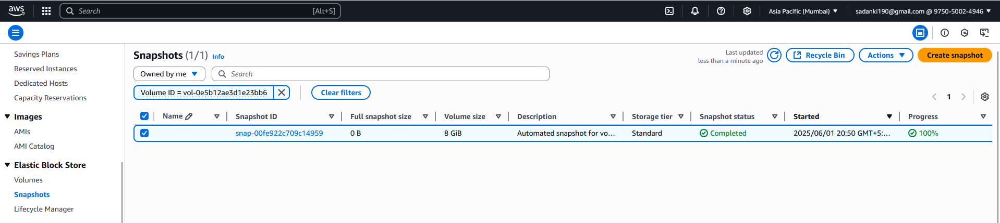 aws
Search [Alt+S]
Asia Pacific (Mumbai)
sadanki190@gmail.com @ 9750-5002-4946
Savings Plans
Reserved Instances
Dedicated Hosts
Capacity Reservations
Images
AMIs
AMI Catalog
Elastic Block Store
Volumes
Snapshots
Lifecycle Manager
Snapshots (1/1) Info
Last updated
less than a minute ago
Recycle Bin
Actions
Create snapshot
Owned by me
Search
Volume ID = vol-0e5b12ae3d1e23bb6
Clear filters
1
Name Snapshot ID Full snapshot size Volume size Description Storage tier Snapshot status Started Progress
snap-00fe922c709c14959 0 B 8 GiB Automated snapshot for vo... Standard Completed 2025/06/01 20:50 GMT+5:... 100%